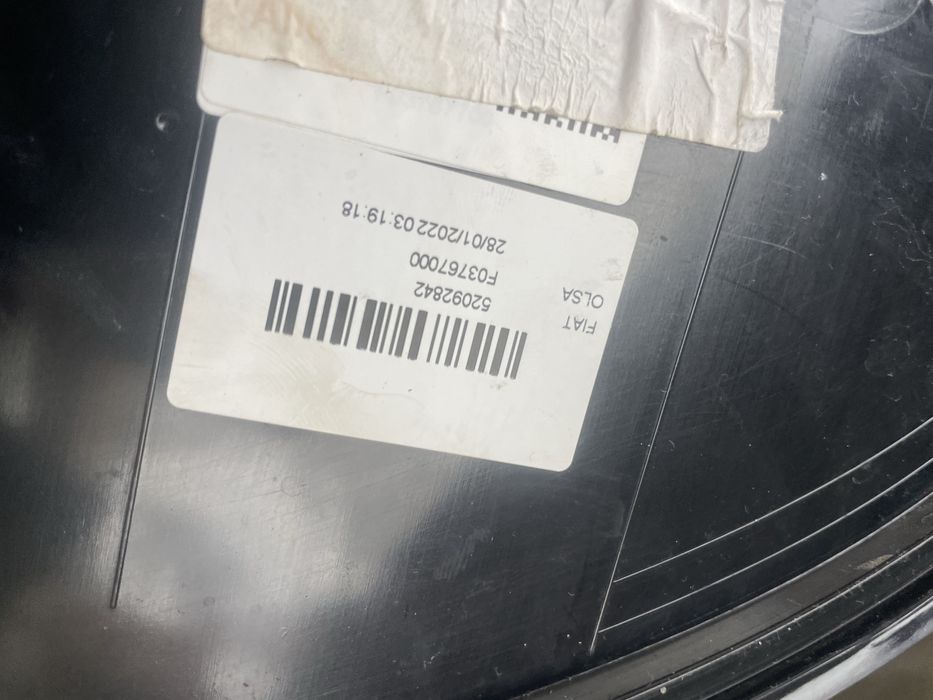 FIAT
OLSA
52092842
F03767000
28/01/2022 03:19:18